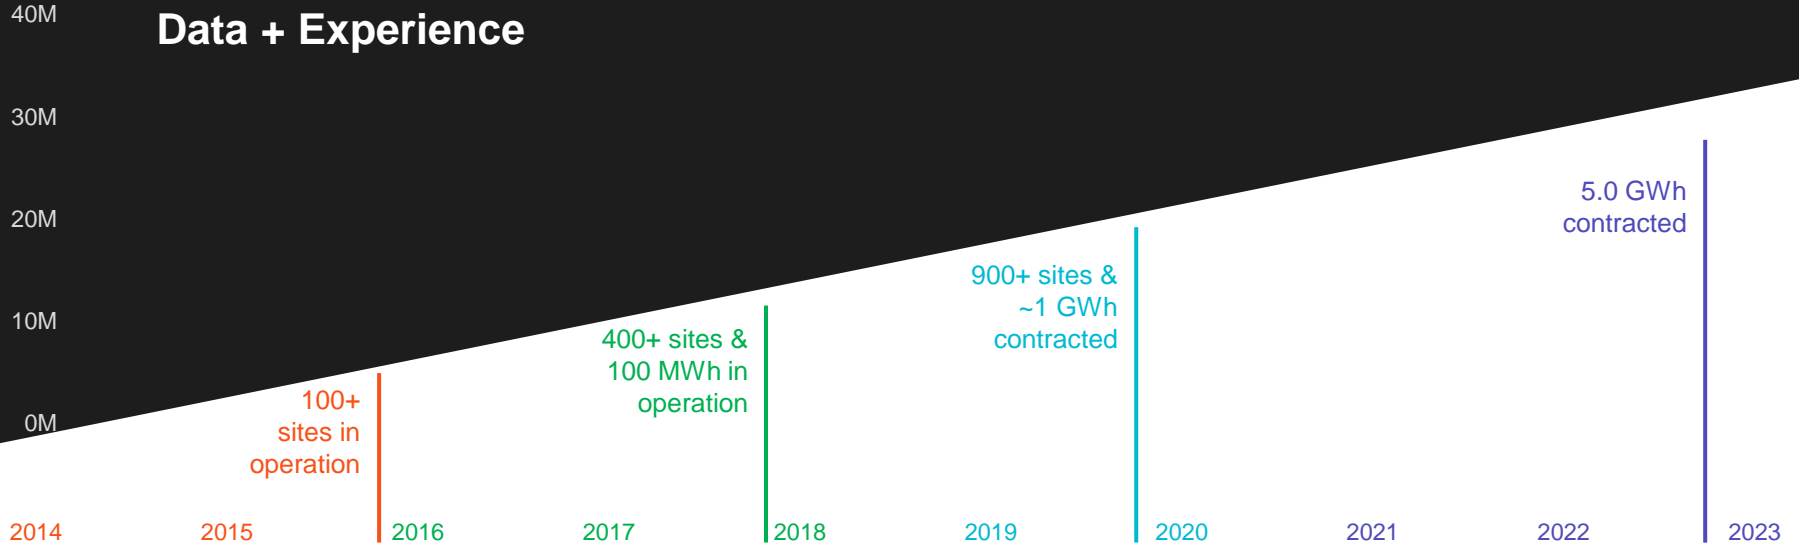 40M
Data + Experience
30M
20M
10M
0M
100+
sites in
operation
400+ sites &
100 MWh in
operation
900+ sites &
~1 GWh
contracted
5.0 GWh
contracted
2014 2015 2016 2017 2018 2019 2020 2021 2022 2023